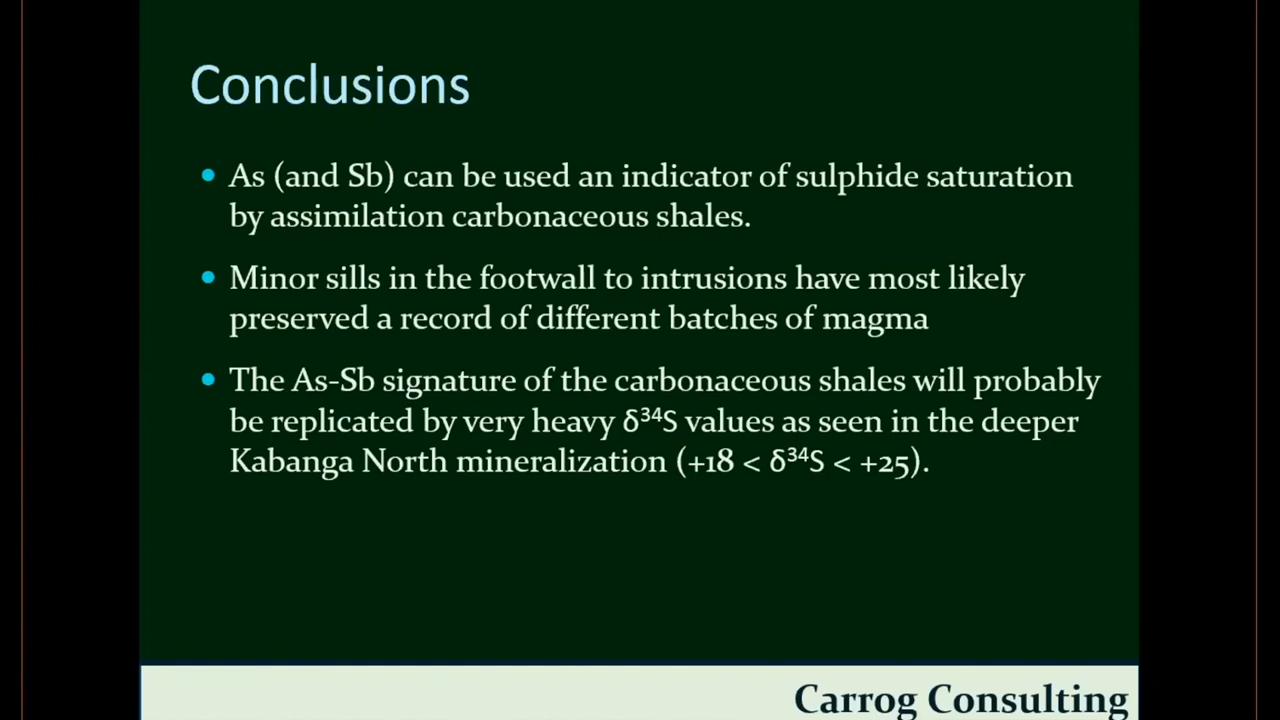 Conclusions
As (and Sb) can be used an indicator of sulphide saturation
by assimilation carbonaceous shales.
Minor sills in the footwall to intrusions have most likely
preserved a record of different batches of magma
The As-Sb signature of the carbonaceous shales will probably
be replicated by very heavy δ³⁴S values as seen in the deeper
Kabanga North mineralization (+18 < δ³⁴S < +25).
Carrog Consulting